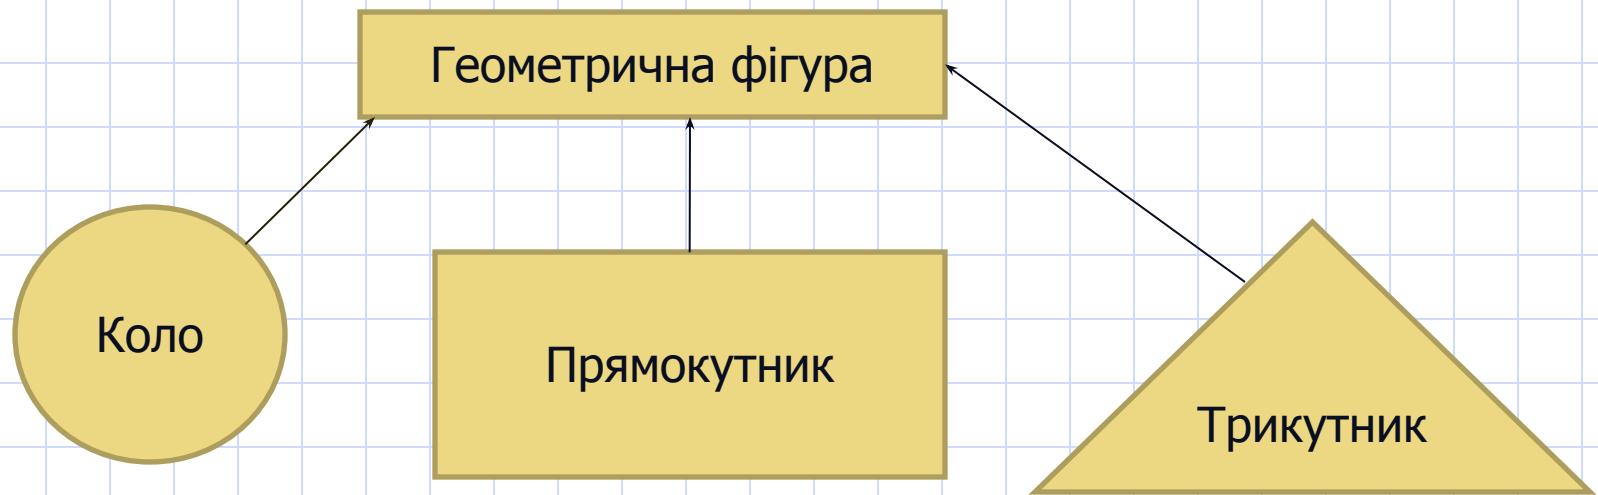 Геометрична фігура
Коло
Прямокутник
Трикутник